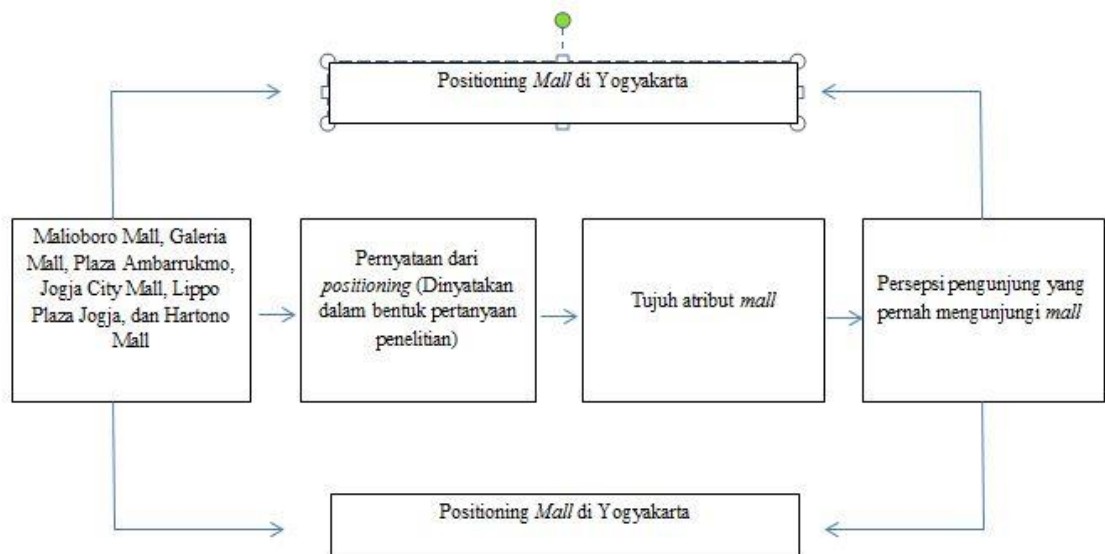 Positioning Mall di Yogyakarta
Malioboro Mall, Galeria
Mall, Plaza Ambarrukmo,
Jogja City Mall, Lippo
Plaza Jogja, dan Hartono
Mall
Pernyataan dari
positioning (Dinyatakan
dalam bentuk pertanyaan
penelitian)
Tujuh atribut mall
Persepsi pengunjung yang
pernah mengunjungi mall
Positioning Mall di Yogyakarta